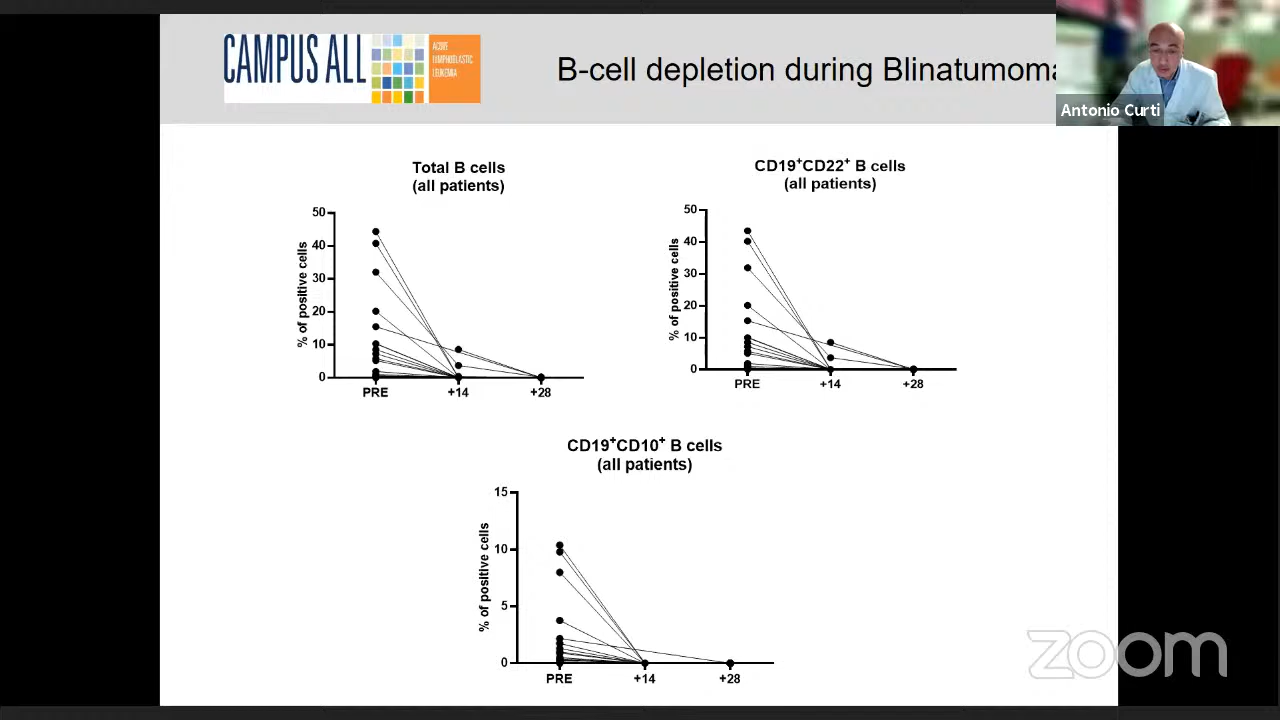 CAMPUS ALL
ACUTE
LYMPHOBLASTIC
LEUKEMIA
B-cell depletion during Blinatumoma
Antonio Curti
Total B cells
(all patients)
% of positive cells
50
40
30
20
10
0
PRE +14 +28
CD19+CD22+ B cells
(all patients)
% of positive cells
50
40
30
20
10
0
PRE +14 +28
CD19+CD10+ B cells
(all patients)
% of positive cells
15
10
5
0
PRE +14 +28
zoom